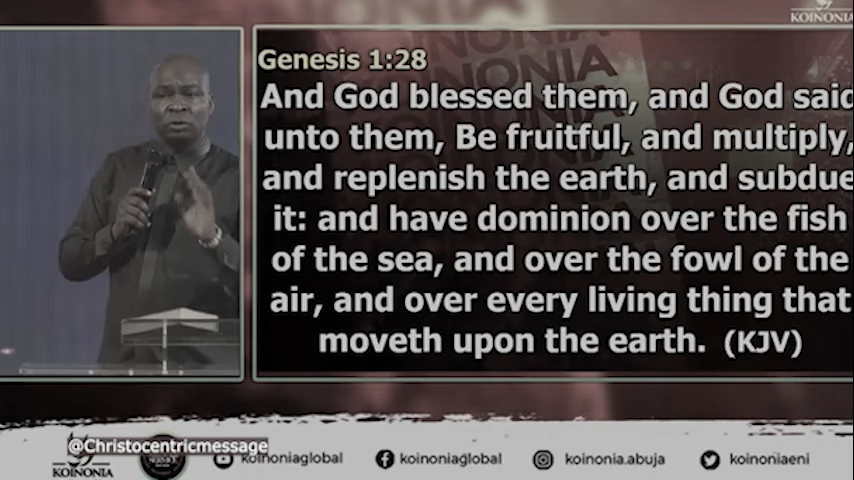 KOINONIA
Genesis 1:28
And God blessed them, and God said
unto them, Be fruitful, and multiply,
and replenish the earth, and subdue
it: and have dominion over the fish
of the sea, and over the fowl of the
air, and over every living thing that
moveth upon the earth. (KJV)
@Christocentricmessage
KOINONIA
koinoniaglobal
koinoniaglobal
koinonia.abuja
koinoniaeni